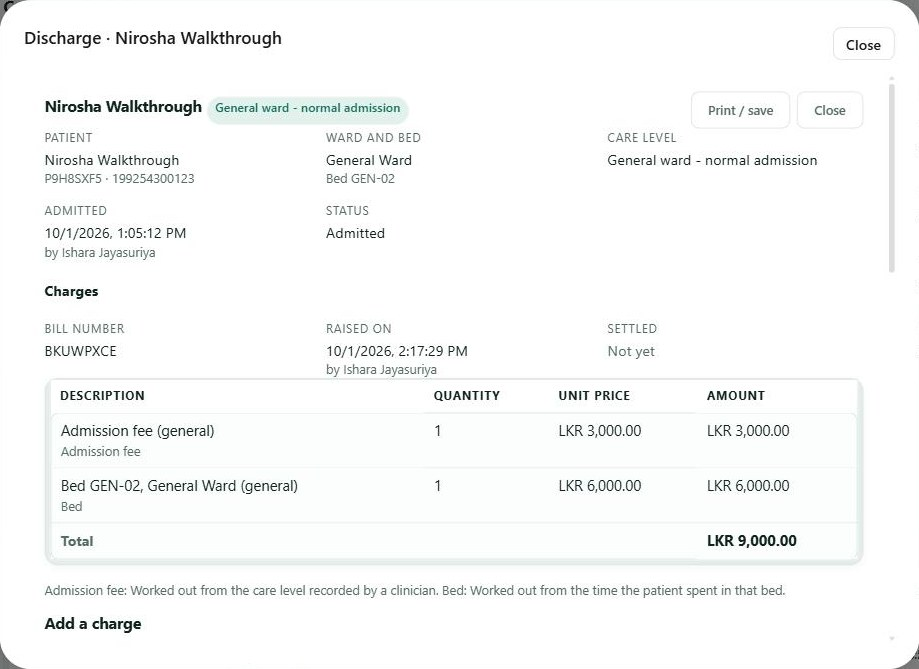 Discharge · Nirosha Walkthrough
Close
Nirosha Walkthrough General ward - normal admission
Print / save Close
PATIENT WARD AND BED CARE LEVEL
Nirosha Walkthrough General Ward General ward - normal admission
P9H8SXF5 · 199254300123 Bed GEN-02
ADMITTED STATUS
10/1/2026, 1:05:12 PM Admitted
by Ishara Jayasuriya
Charges
BILL NUMBER RAISED ON SETTLED
BKUWPXCE 10/1/2026, 2:17:29 PM Not yet
by Ishara Jayasuriya
DESCRIPTION QUANTITY UNIT PRICE AMOUNT
Admission fee (general) 1 LKR 3,000.00 LKR 3,000.00
Admission fee
Bed GEN-02, General Ward (general) 1 LKR 6,000.00 LKR 6,000.00
Bed
Total LKR 9,000.00
Admission fee: Worked out from the care level recorded by a clinician. Bed: Worked out from the time the patient spent in that bed.
Add a charge